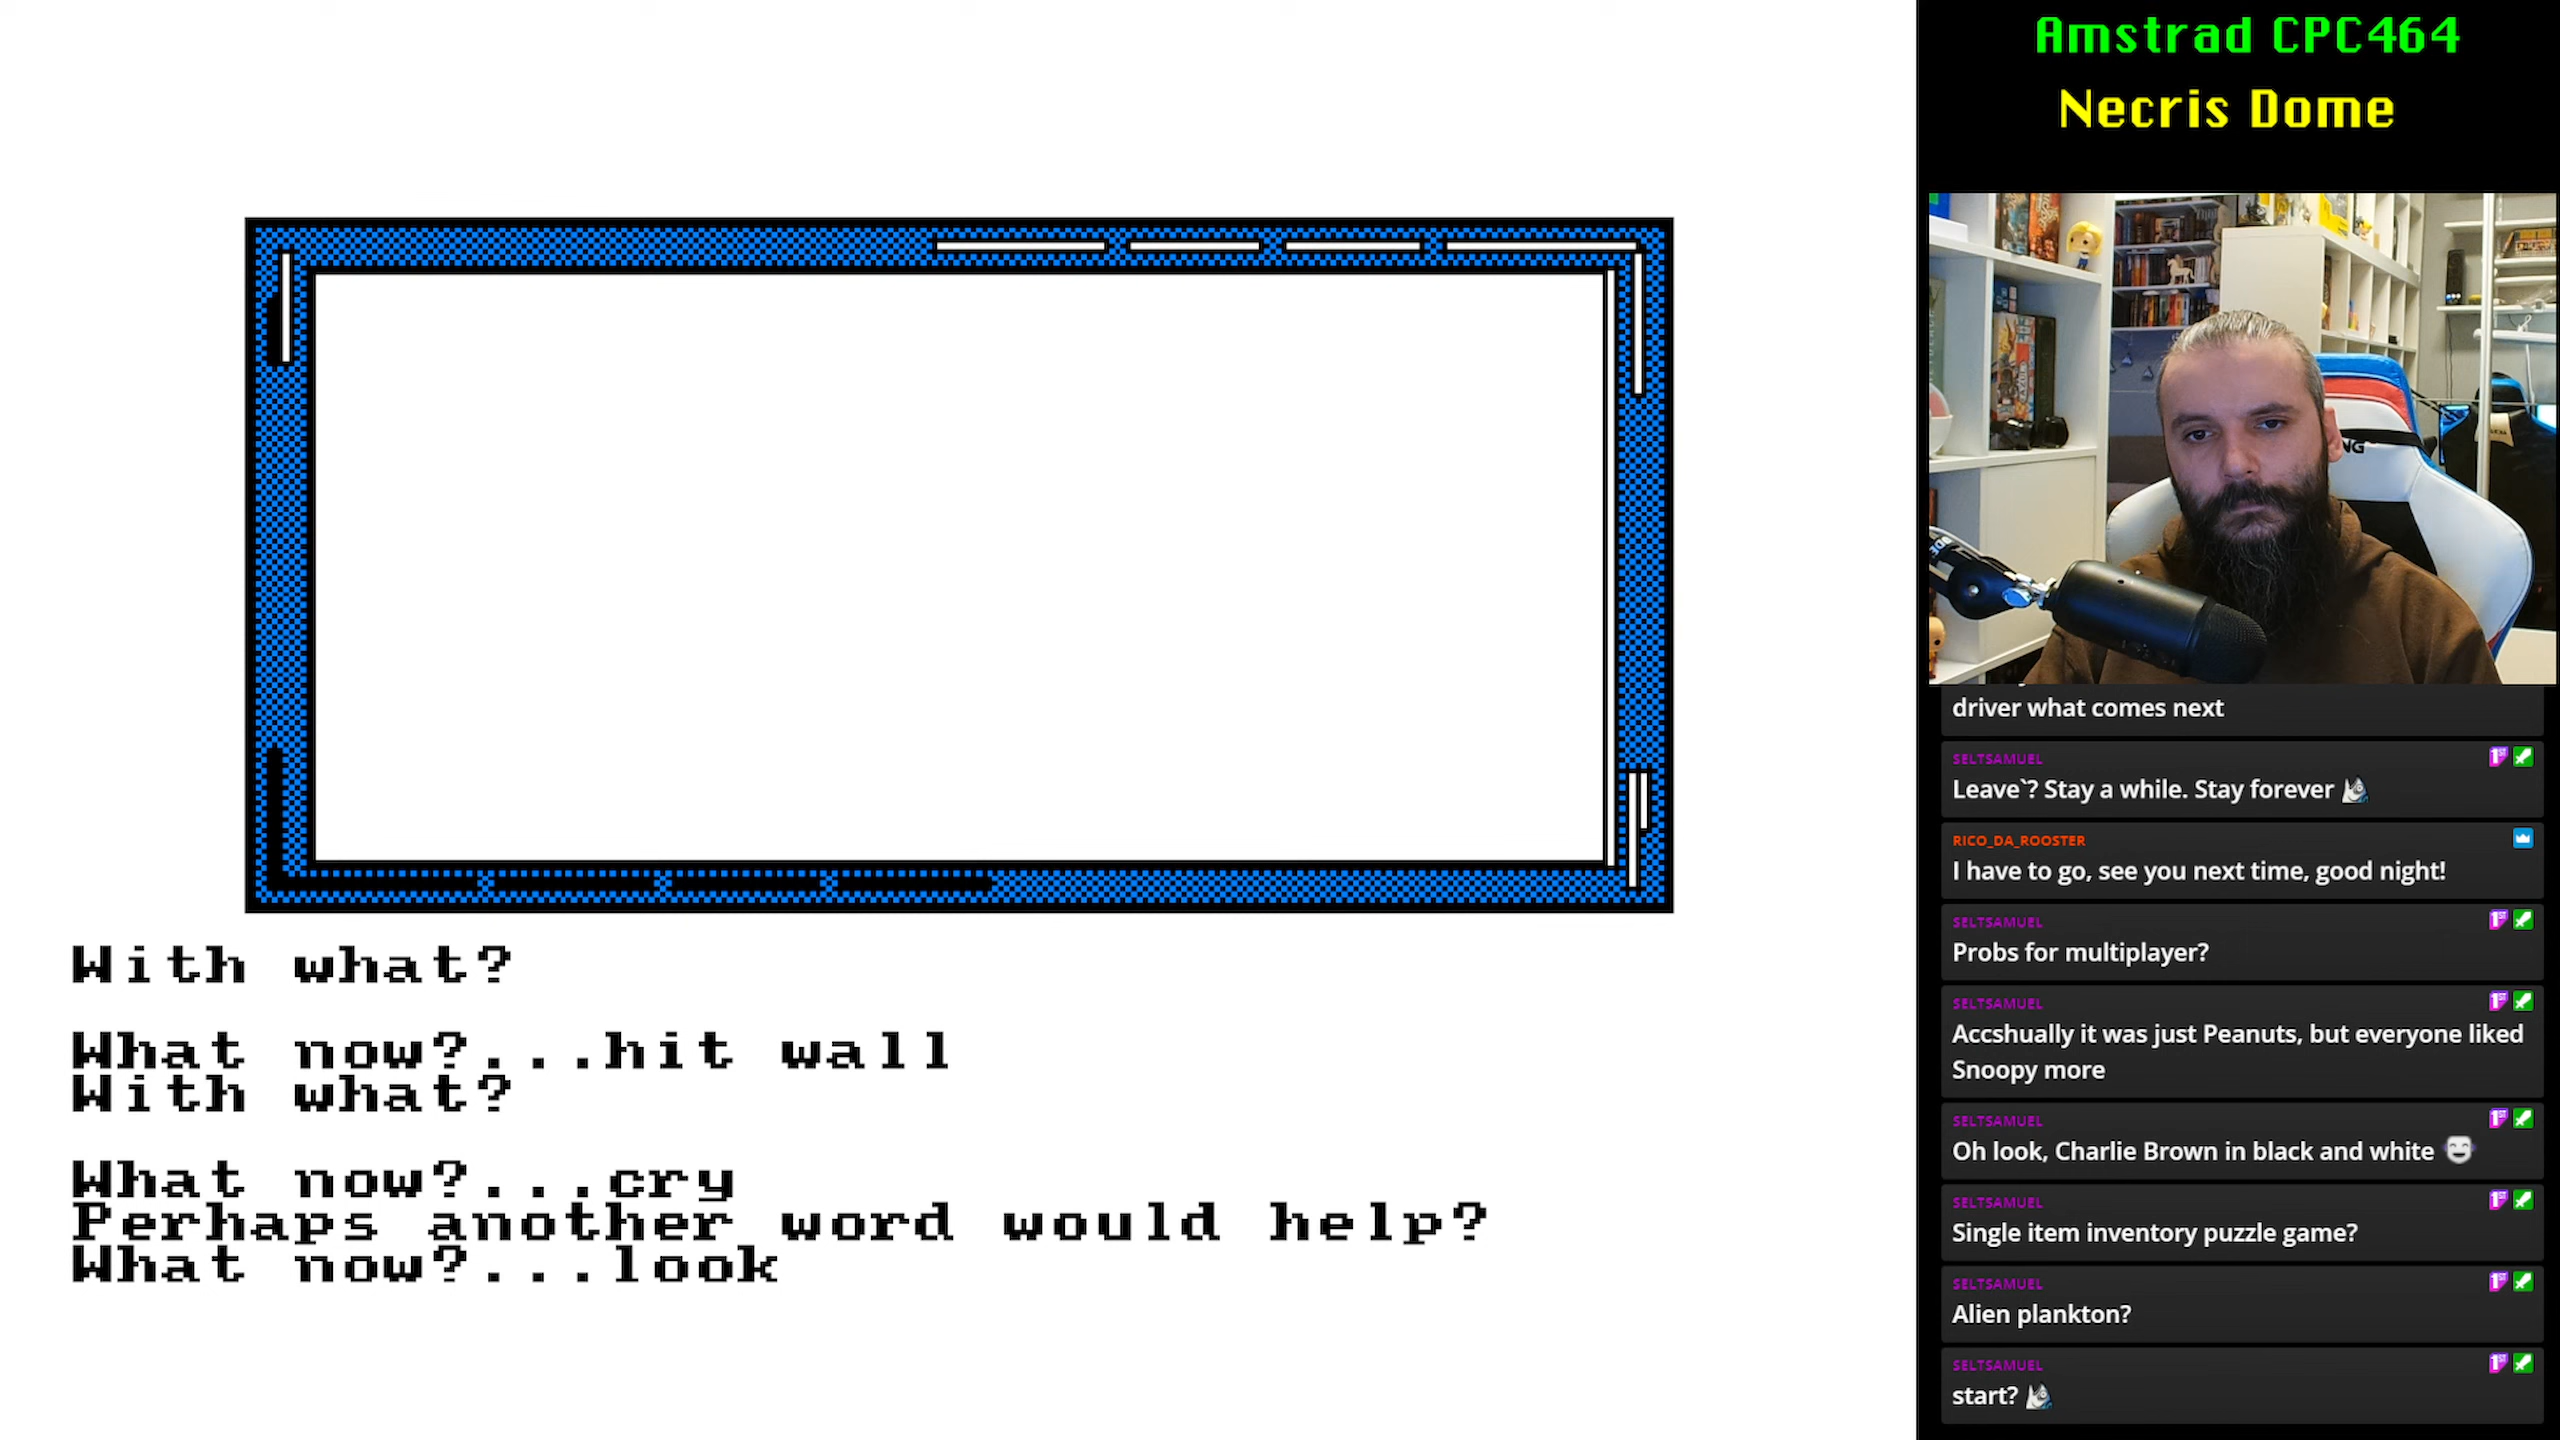 Amstrad CPC464
Necris Dome
With what?
What now?...hit wall
With what?
What now?...cry
Perhaps another word would help?
What now?...look
driver what comes next
SELTSAMUEL
Leave`? Stay a while. Stay forever
RICO_DA_ROOSTER
I have to go, see you next time, good night!
SELTSAMUEL
Probs for multiplayer?
SELTSAMUEL
Accshually it was just Peanuts, but everyone liked
Snoopy more
SELTSAMUEL
Oh look, Charlie Brown in black and white
SELTSAMUEL
Single item inventory puzzle game?
SELTSAMUEL
Alien plankton?
SELTSAMUEL
start?